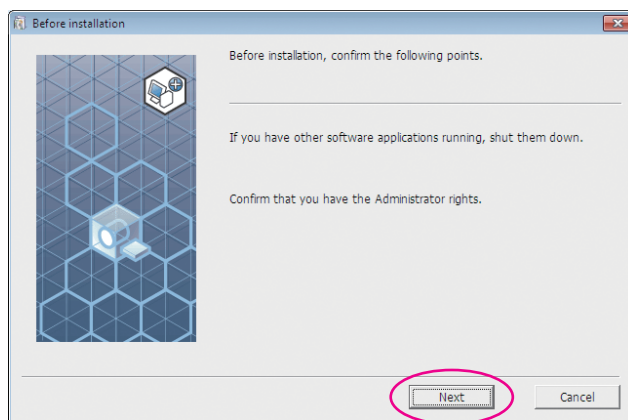 Before installation
Before installation, confirm the following points.
If you have other software applications running, shut them down.
Confirm that you have the Administrator rights.
Next
Cancel